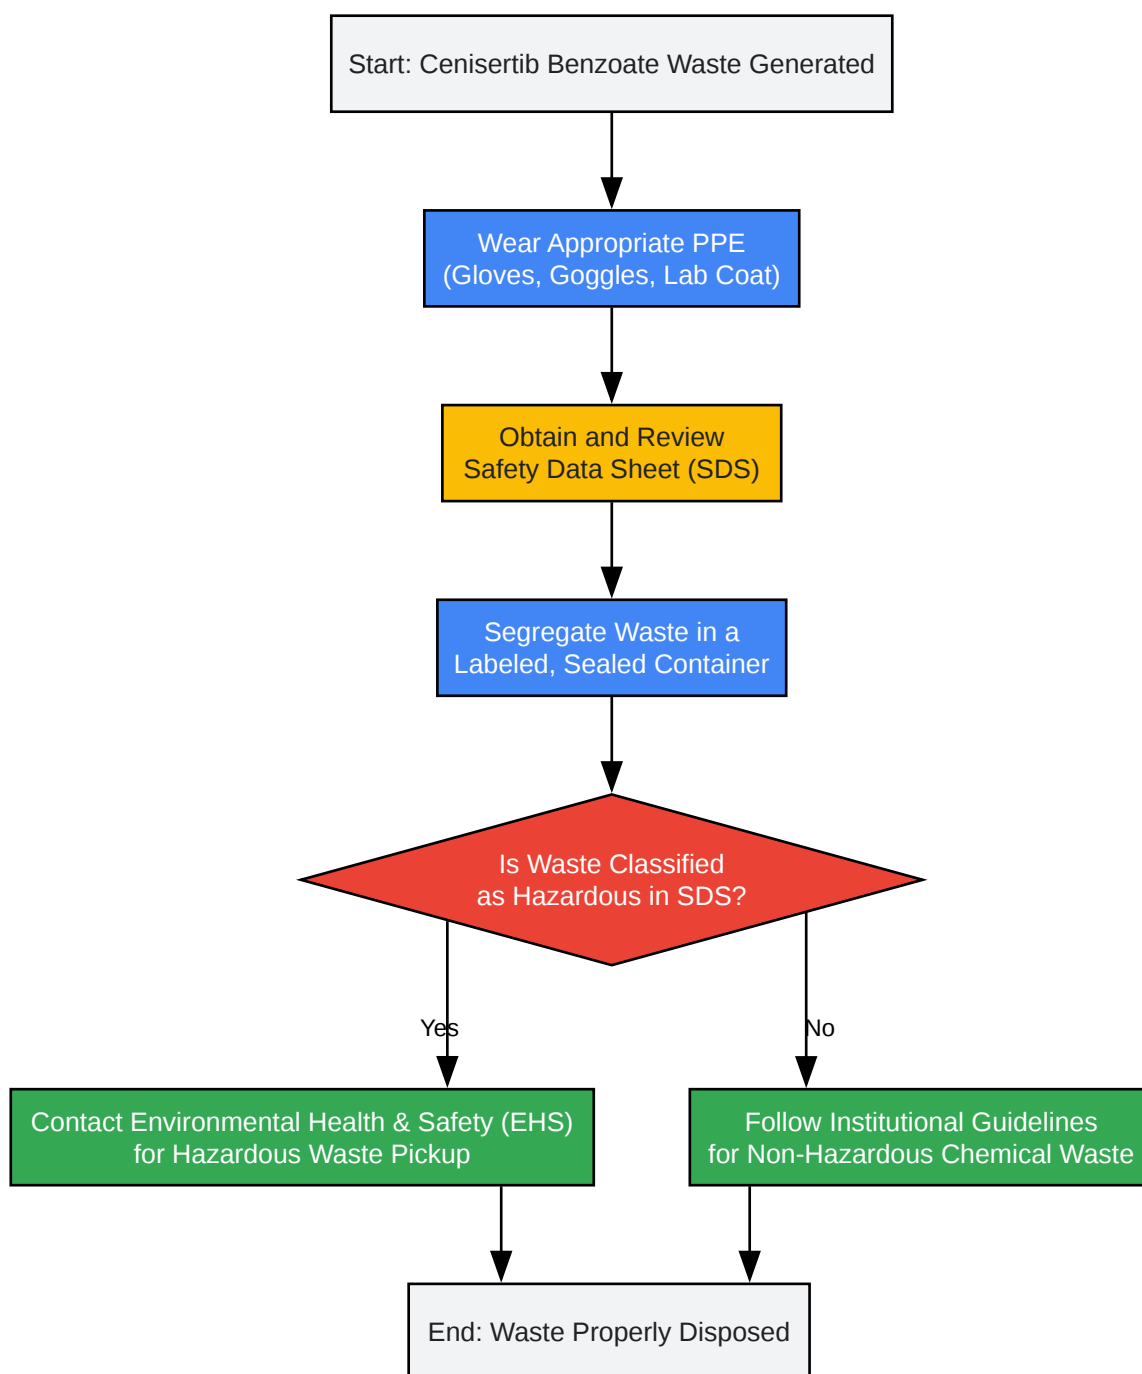 Start: Cenisertib Benzoate Waste Generated
Wear Appropriate PPE
(Gloves, Goggles, Lab Coat)
Obtain and Review
Safety Data Sheet (SDS)
Segregate Waste in a
Labeled, Sealed Container
Is Waste Classified
as Hazardous in SDS?
Yes
No
Contact Environmental Health & Safety (EHS)
for Hazardous Waste Pickup
Follow Institutional Guidelines
for Non-Hazardous Chemical Waste
End: Waste Properly Disposed